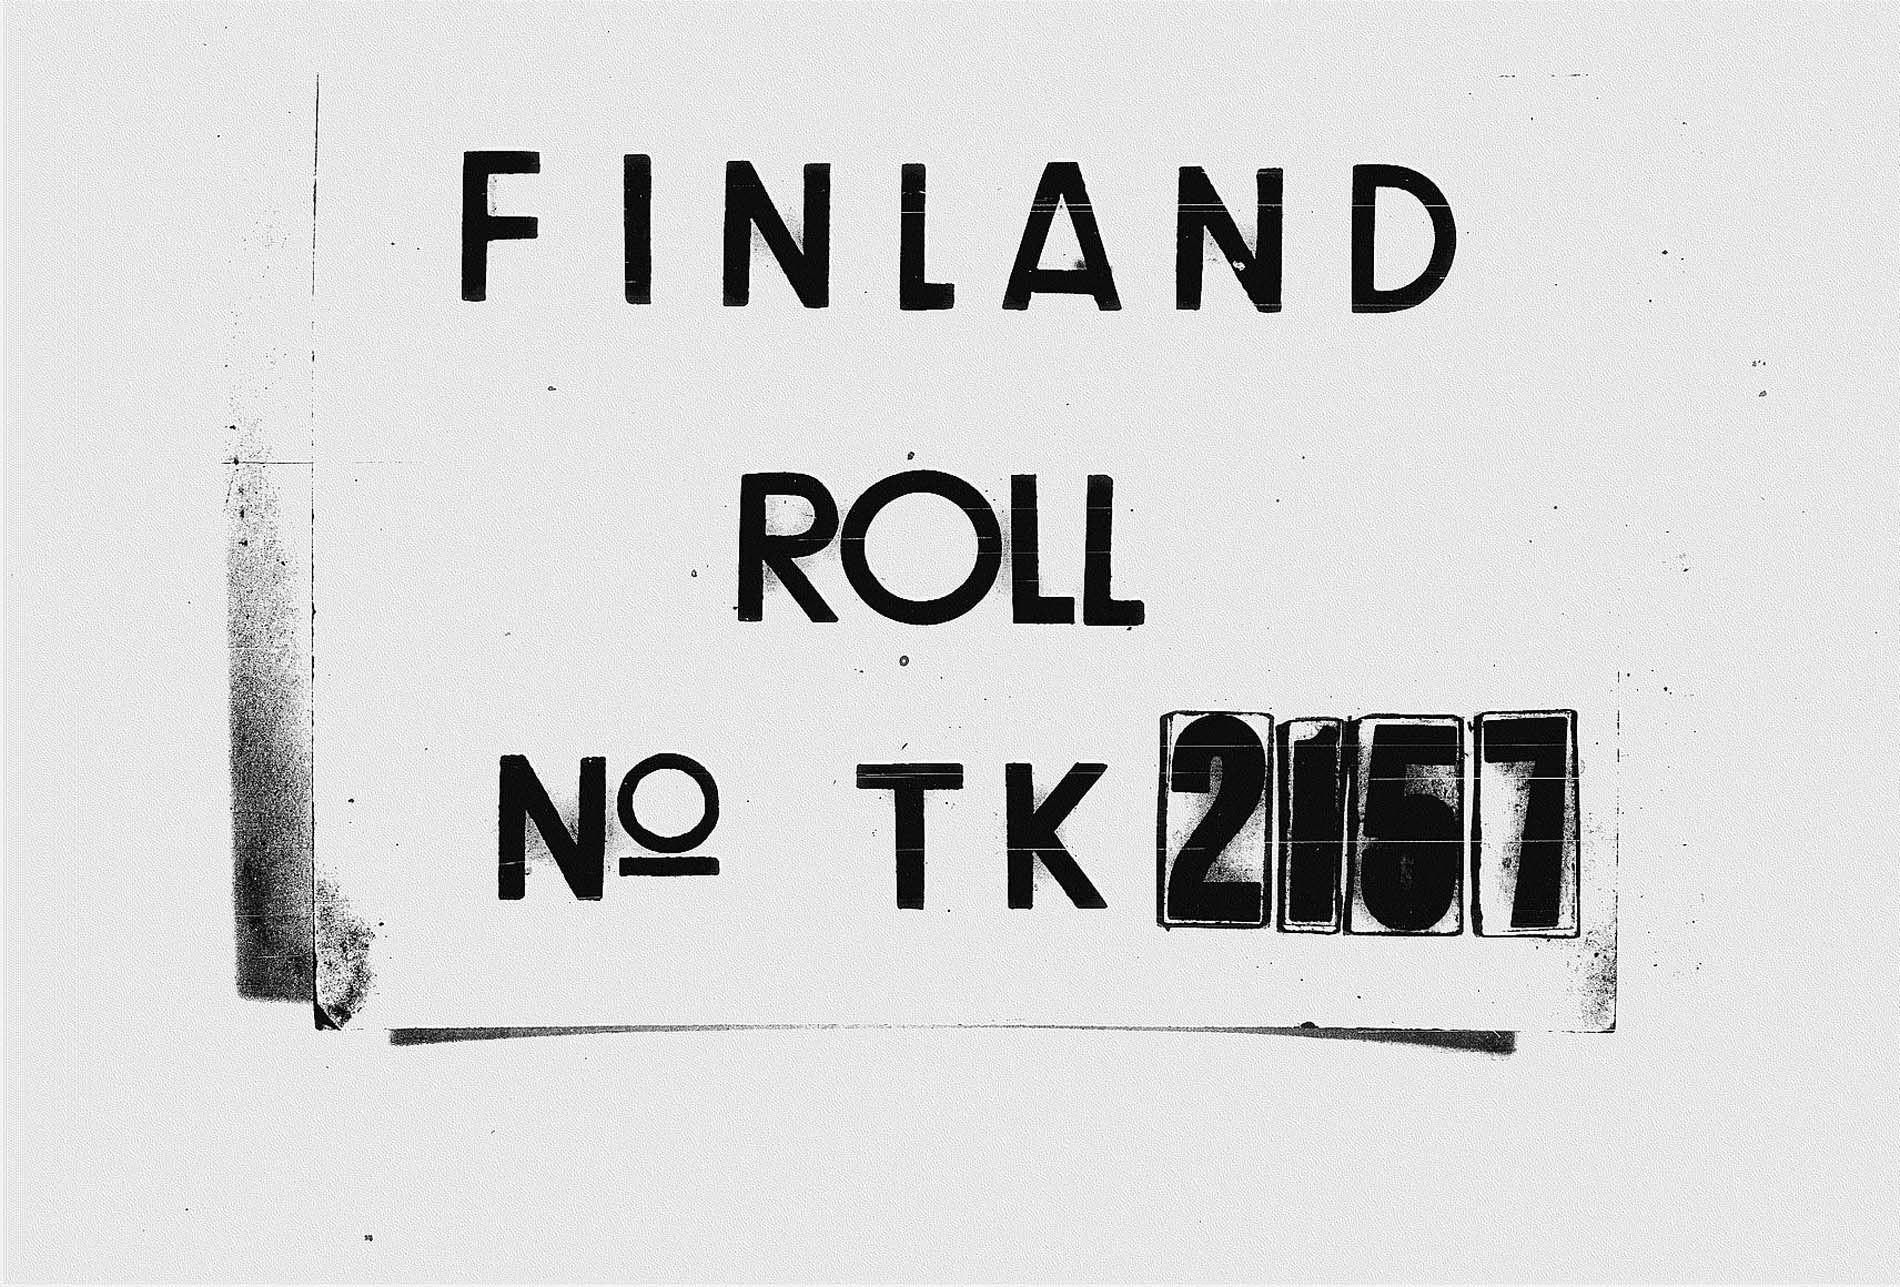 FINLAND
ROLL
Nº TK 2157